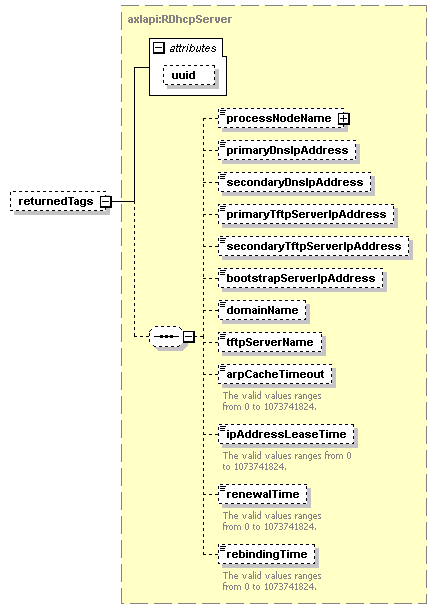 axlapi:RDhcpServer
attributes
uuid
returnedTags
processNodeName
primaryDnsIpAddress
secondaryDnsIpAddress
primaryTftpServerIpAddress
secondaryTftpServerIpAddress
bootstrapServerIpAddress
domainName
tftpServerName
arpCacheTimeout
The valid values ranges
from 0 to 1073741824.
ipAddressLeaseTime
The valid values ranges from 0
to 1073741824.
renewalTime
The valid values ranges
from 0 to 1073741824.
rebindingTime
The valid values ranges
from 0 to 1073741824.